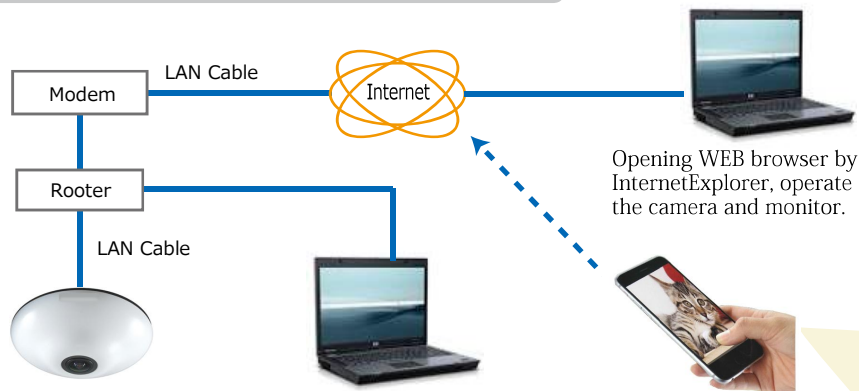 LAN Cable
Modem
Internet
Rooter
LAN Cable
Opening WEB browser by
InternetExplorer, operate
the camera and monitor.